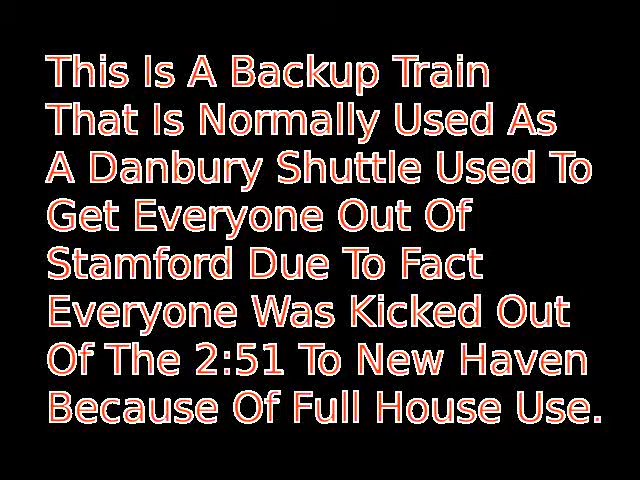 This Is A Backup Train
That Is Normally Used As
A Danbury Shuttle Used To
Get Everyone Out Of
Stamford Due To Fact
Everyone Was Kicked Out
Of The 2:51 To New Haven
Because Of Full House Use.